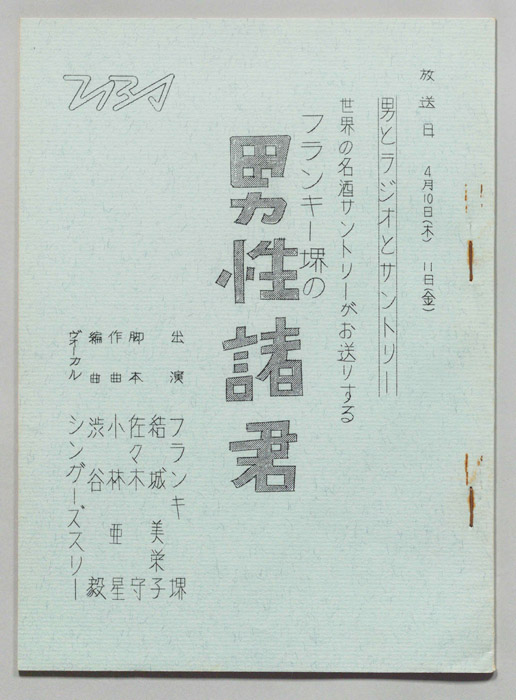 放送日 4月10日(木) 11日(金)
男とラジオとサントリー
世界の名酒サントリーがお送りする
フランキー堺の
男性諸君
出演 フランキ堺
結城美栄子
脚本 佐々木守
作曲 小林亜星
編曲 渋谷毅
ヴォーカル シンガーズスリー